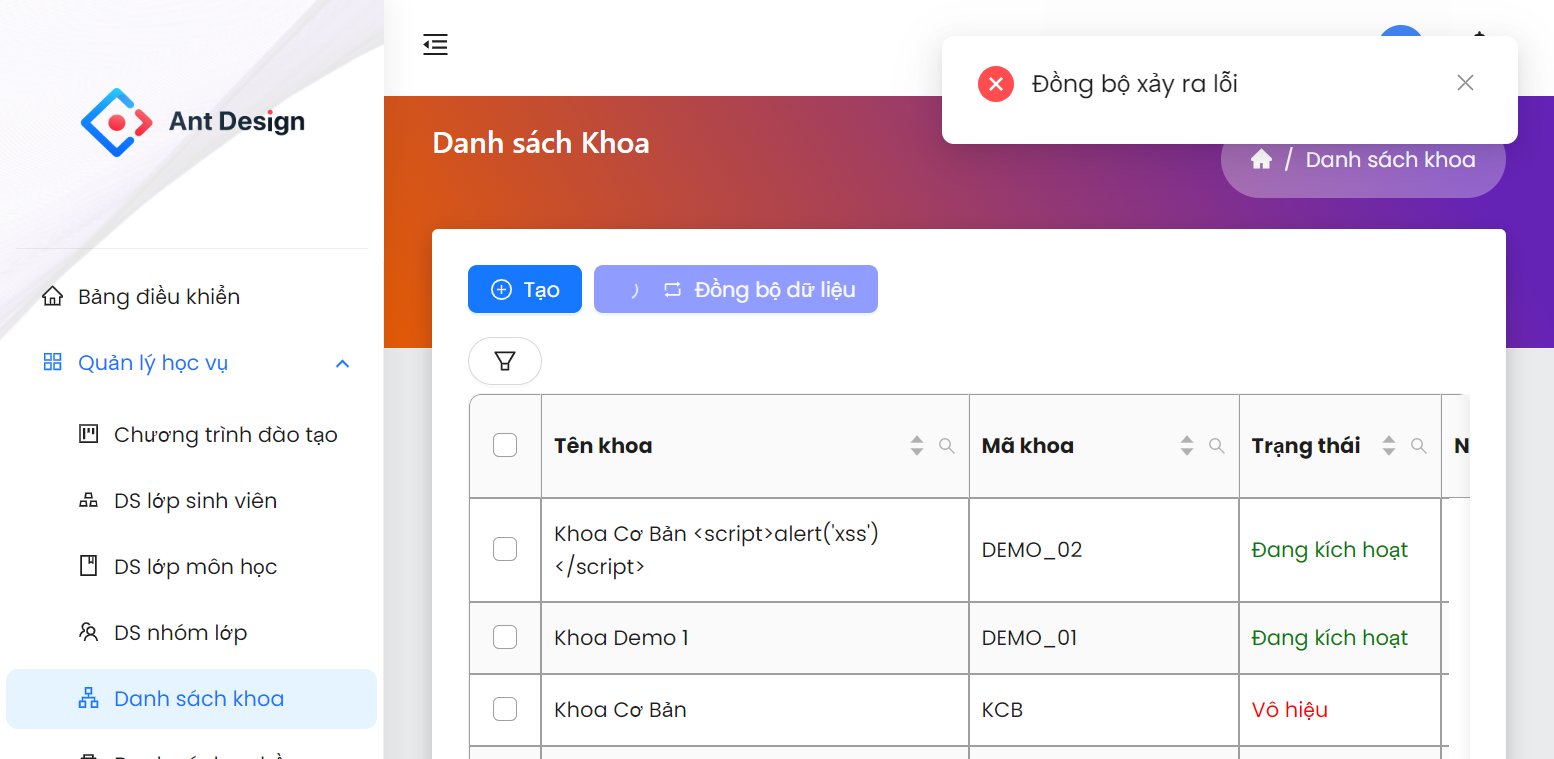 Ant Design
Bảng điều khiển
Quản lý học vụ
Chương trình đào tạo
DS lớp sinh viên
DS lớp môn học
DS nhóm lớp
Danh sách khoa
Đồng bộ xảy ra lỗi
Danh sách Khoa
/ Danh sách khoa
Tạo
Đồng bộ dữ liệu
Tên khoa
Mã khoa
Trạng thái
N
Khoa Cơ Bản <script>alert('xss')
</script>
DEMO_02
Đang kích hoạt
Khoa Demo 1
DEMO_01
Đang kích hoạt
Khoa Cơ Bản
KCB
Vô hiệu